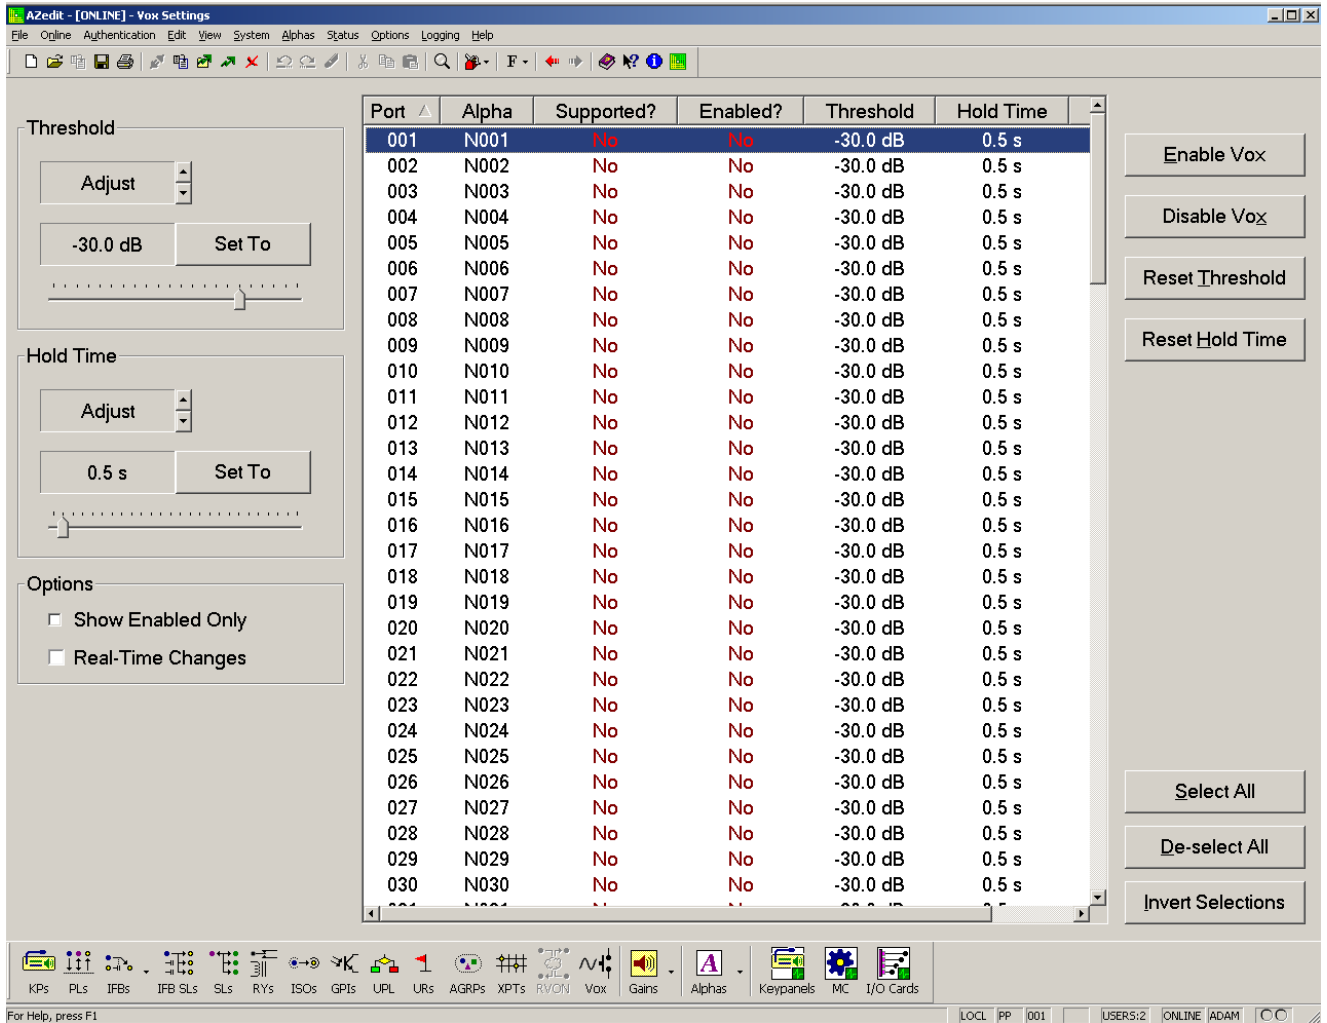 AZedit - [ONLINE] - Vox Settings
File Online Authentication Edit View System Alphas Status Options Logging Help
Threshold
Adjust
-30.0 dB Set To
Hold Time
Adjust
0.5 s Set To
Options
Show Enabled Only
Real-Time Changes
Port Alpha Supported? Enabled? Threshold Hold Time
001 N001 No No -30.0 dB 0.5 s
002 N002 No No -30.0 dB 0.5 s
003 N003 No No -30.0 dB 0.5 s
004 N004 No No -30.0 dB 0.5 s
005 N005 No No -30.0 dB 0.5 s
006 N006 No No -30.0 dB 0.5 s
007 N007 No No -30.0 dB 0.5 s
008 N008 No No -30.0 dB 0.5 s
009 N009 No No -30.0 dB 0.5 s
010 N010 No No -30.0 dB 0.5 s
011 N011 No No -30.0 dB 0.5 s
012 N012 No No -30.0 dB 0.5 s
013 N013 No No -30.0 dB 0.5 s
014 N014 No No -30.0 dB 0.5 s
015 N015 No No -30.0 dB 0.5 s
016 N016 No No -30.0 dB 0.5 s
017 N017 No No -30.0 dB 0.5 s
018 N018 No No -30.0 dB 0.5 s
019 N019 No No -30.0 dB 0.5 s
020 N020 No No -30.0 dB 0.5 s
021 N021 No No -30.0 dB 0.5 s
022 N022 No No -30.0 dB 0.5 s
023 N023 No No -30.0 dB 0.5 s
024 N024 No No -30.0 dB 0.5 s
025 N025 No No -30.0 dB 0.5 s
026 N026 No No -30.0 dB 0.5 s
027 N027 No No -30.0 dB 0.5 s
028 N028 No No -30.0 dB 0.5 s
029 N029 No No -30.0 dB 0.5 s
030 N030 No No -30.0 dB 0.5 s
Enable Vox
Disable Vox
Reset Threshold
Reset Hold Time
Select All
De-select All
Invert Selections
KPs PLs IFBs IFB SLs SLs RYs ISOs GPIs UPL URs AGRPs XPTs RVON Vox Gains Alphas Keypanels MC I/O Cards
For Help, press F1 LOCL PP 001 USERS:2 ONLINE ADAM